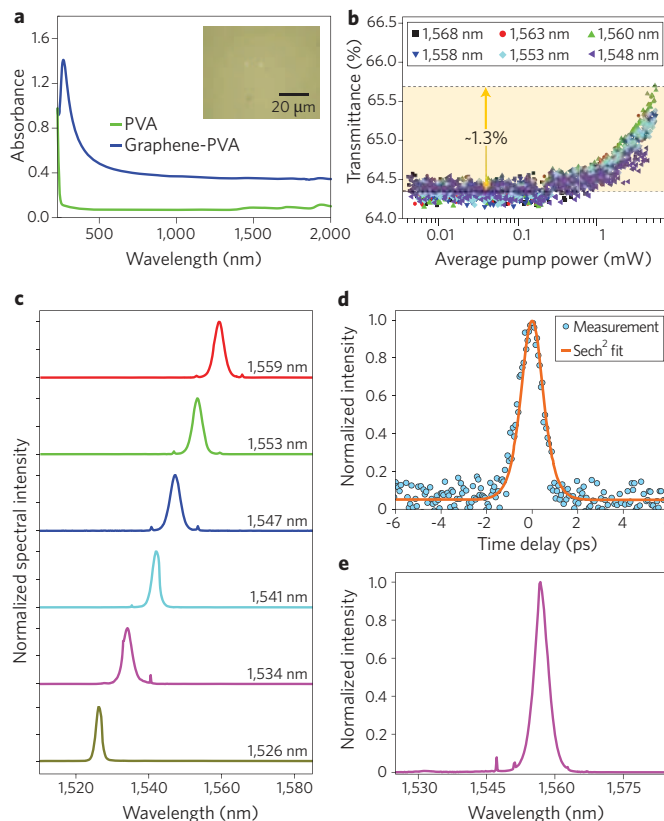 a
Absorbance
1.6
1.2
0.8
0.4
0.0
20 µm
PVA
Graphene-PVA
500
1,000
1,500
2,000
Wavelength (nm)
b
Transmittance (%)
66.5
66.0
65.5
65.0
64.5
64.0
1,568 nm 1,563 nm 1,560 nm
1,558 nm 1,553 nm 1,548 nm
~1.3%
0.01
0.1
1
Average pump power (mW)
c
Normalized spectral intensity
1,559 nm
1,553 nm
1,547 nm
1,541 nm
1,534 nm
1,526 nm
1,520
1,540
1,560
1,580
Wavelength (nm)
d
Normalized intensity
1.0
0.8
0.6
0.4
0.2
0
Measurement
Sech² fit
-6
-4
-2
0
2
4
Time delay (ps)
e
Normalized intensity
1.0
0.8
0.6
0.4
0.2
0
1,530
1,545
1,560
1,575
Wavelength (nm)